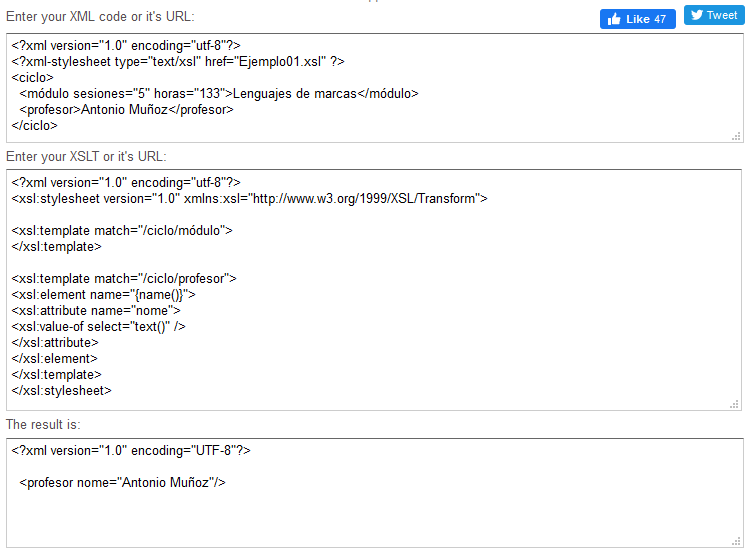 Enter your XML code or it's URL:
Like 47
Tweet
<?xml version="1.0" encoding="utf-8"?>
<?xml-stylesheet type="text/xsl" href="Ejemplo01.xsl" ?>
<ciclo>
  <módulo sesiones="5" horas="133">Lenguajes de marcas</módulo>
  <profesor>Antonio Muñoz</profesor>
</ciclo>
Enter your XSLT or it's URL:
<?xml version="1.0" encoding="utf-8"?>
<xsl:stylesheet version="1.0" xmlns:xsl="http://www.w3.org/1999/XSL/Transform">
<xsl:template match="/ciclo/módulo">
</xsl:template>
<xsl:template match="/ciclo/profesor">
<xsl:element name="{name()}">
<xsl:attribute name="nome">
<xsl:value-of select="text()" />
</xsl:attribute>
</xsl:element>
</xsl:template>
</xsl:stylesheet>
The result is:
<?xml version="1.0" encoding="UTF-8"?>
  <profesor nome="Antonio Muñoz"/>